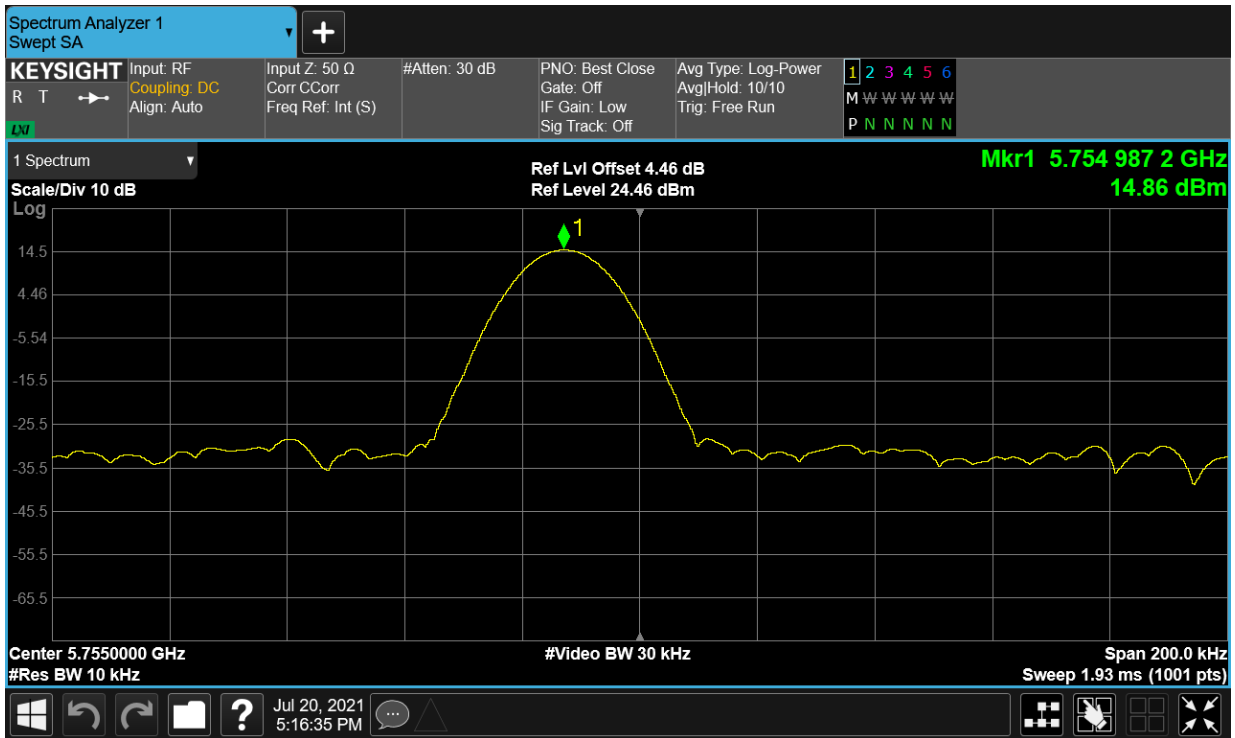 Spectrum Analyzer 1
Swept SA
+
KEYSIGHT
R T
LXI
Input: RF
Coupling: DC
Align: Auto
Input Z: 50 Ω
Corr CCorr
Freq Ref: Int (S)
#Atten: 30 dB
PNO: Best Close
Gate: Off
IF Gain: Low
Sig Track: Off
Avg Type: Log-Power
Avg|Hold: 10/10
Trig: Free Run
1 2 3 4 5 6
M W W W W W
P N N N N N
1 Spectrum
Scale/Div 10 dB
Ref Lvl Offset 4.46 dB
Ref Level 24.46 dBm
Mkr1 5.754 987 2 GHz
14.86 dBm
Log
1
14.5
4.46
-5.54
-15.5
-25.5
-35.5
-45.5
-55.5
-65.5
Center 5.7550000 GHz
#Video BW 30 kHz
Span 200.0 kHz
#Res BW 10 kHz
Sweep 1.93 ms (1001 pts)
?
Jul 20, 2021
5:16:35 PM